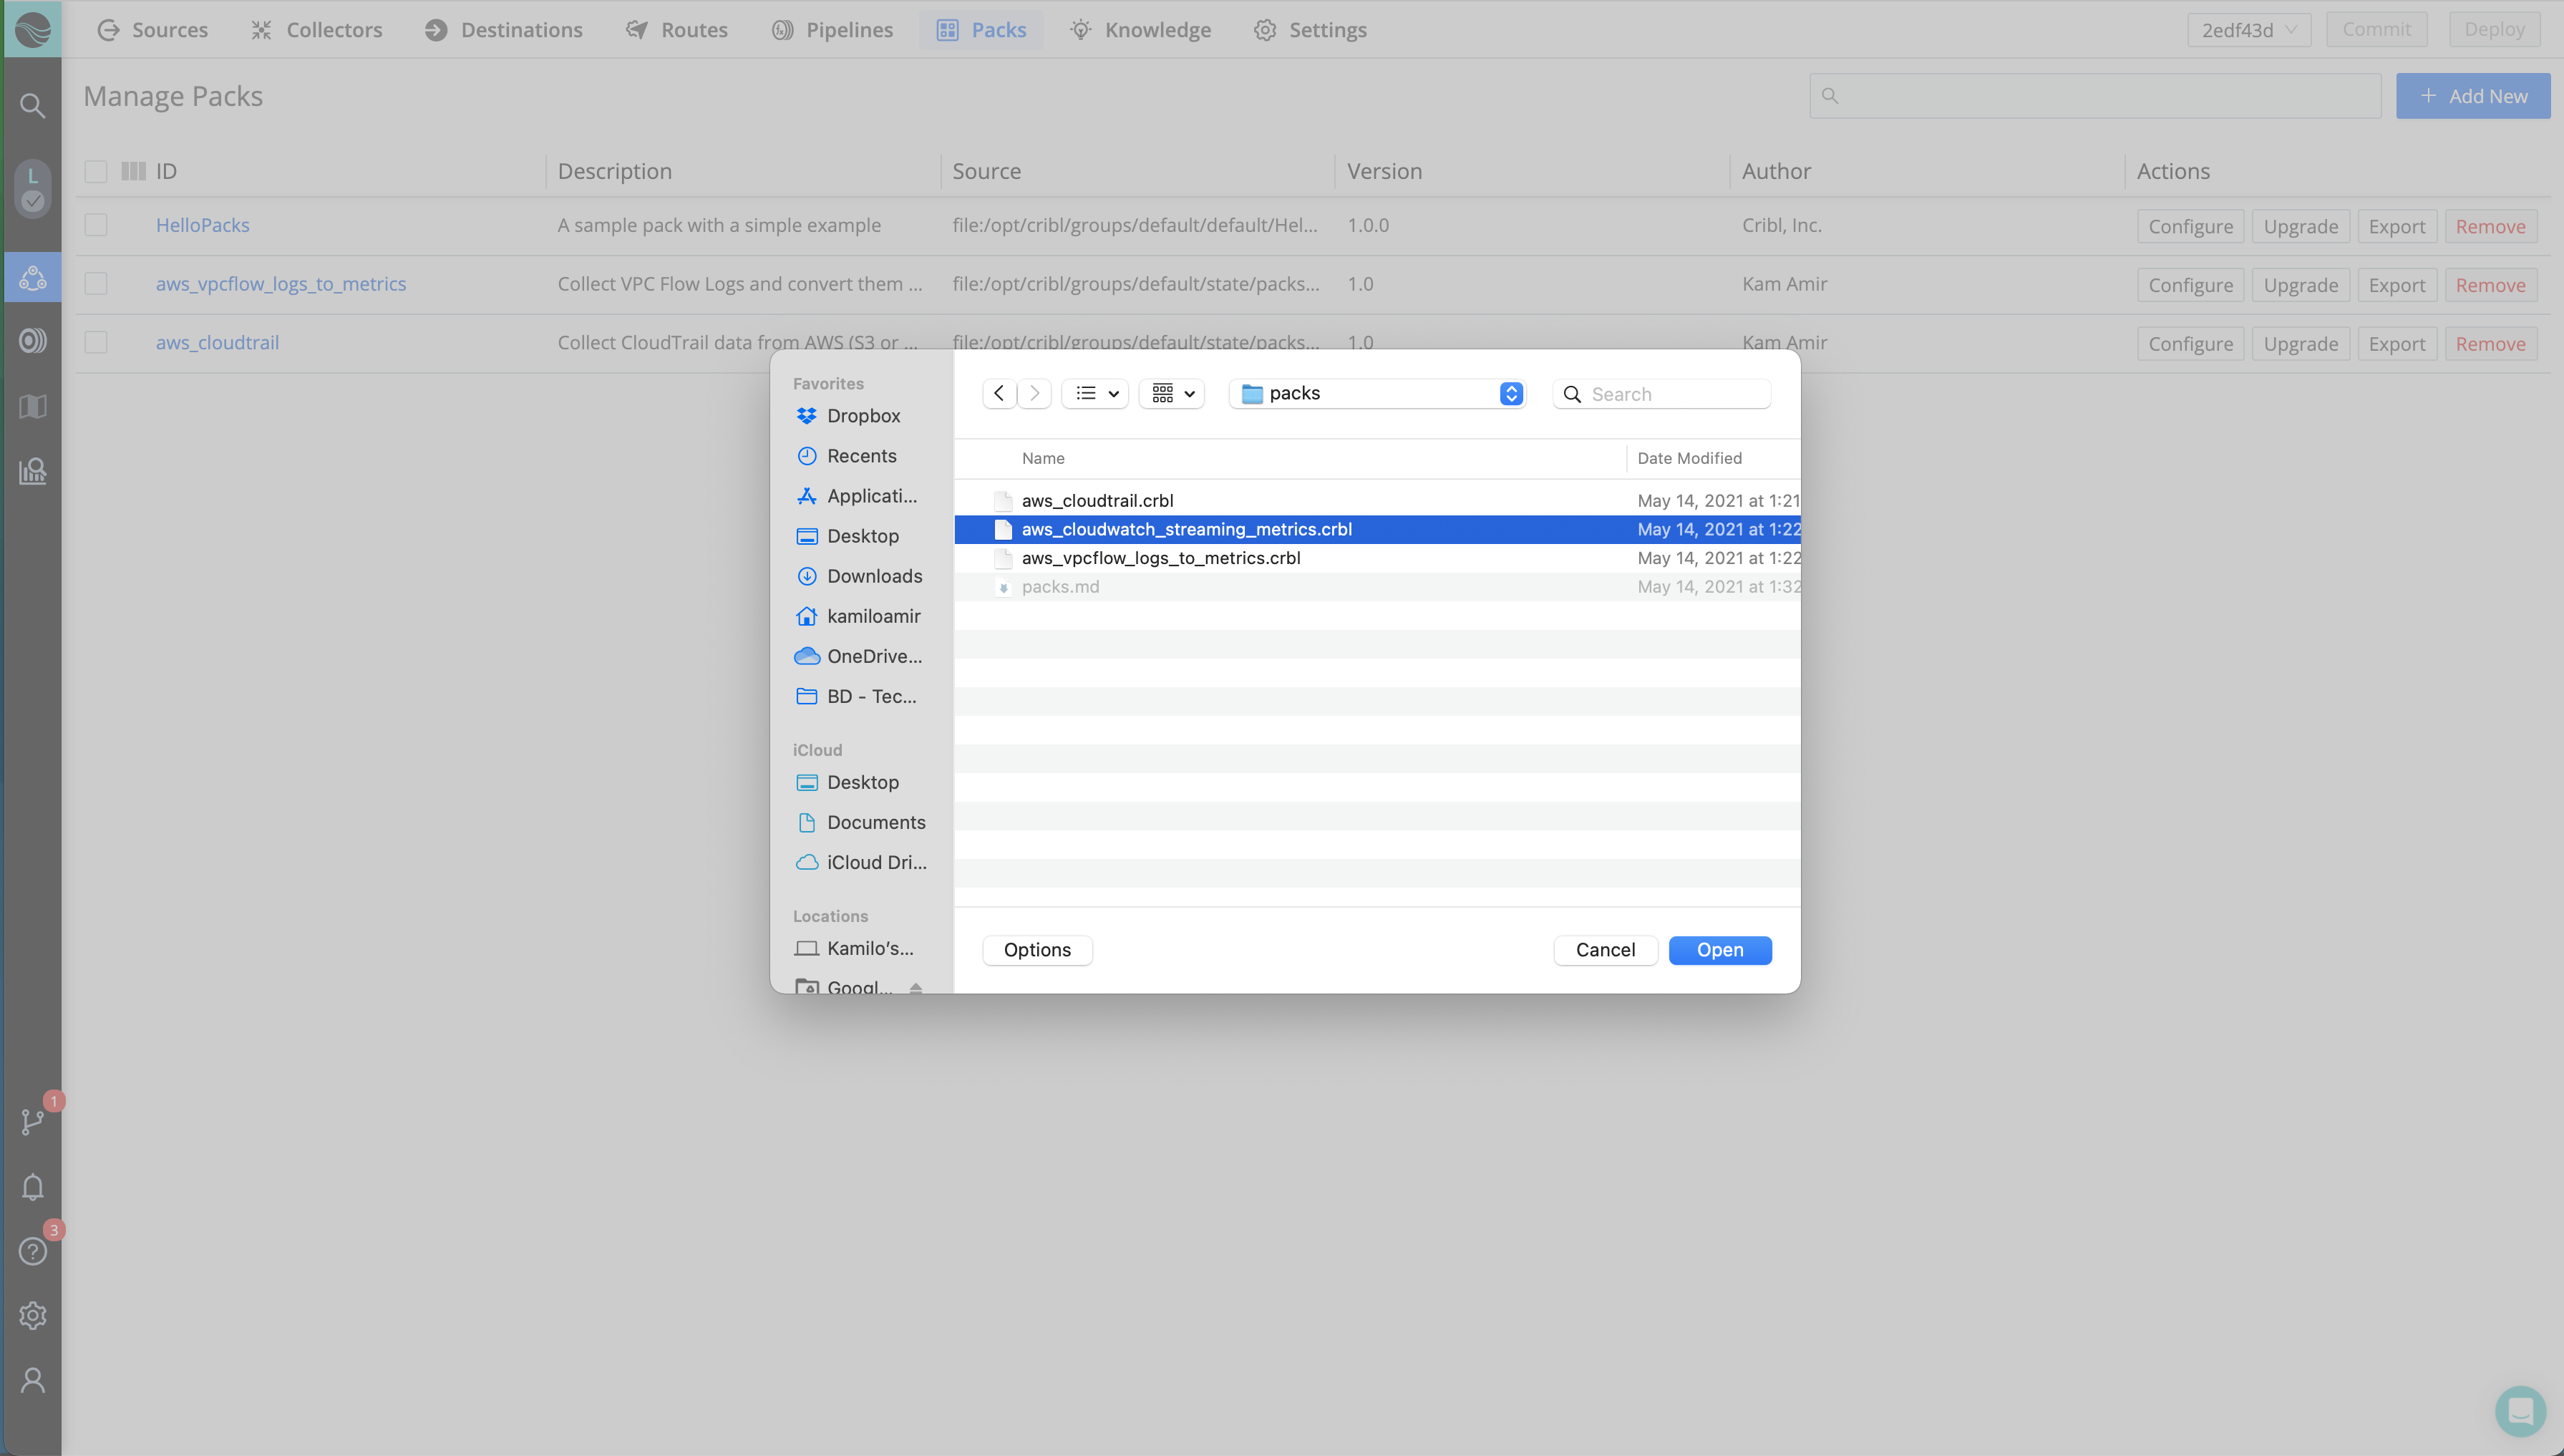 Sources Collectors Destinations Routes Pipelines Packs Knowledge Settings 2edf43d Commit Deploy
Manage Packs
+ Add New
L
ID Description Source Version Author Actions
HelloPacks A sample pack with a simple example file:/opt/cribl/groups/default/default/Hel... 1.0.0 Cribl, Inc. Configure Upgrade Export Remove
aws_vpcflow_logs_to_metrics Collect VPC Flow Logs and convert them ... file:/opt/cribl/groups/default/state/packs... 1.0 Kam Amir Configure Upgrade Export Remove
aws_cloudtrail Collect CloudTrail data from AWS (S3 or ... file:/opt/cribl/groups/default/state/packs... 1.0 Kam Amir Configure Upgrade Export Remove
Favorites
Dropbox
Recents
Applicati...
Desktop
Downloads
kamiloamir
OneDrive...
BD - Tec...
iCloud
Desktop
Documents
iCloud Dri...
Locations
Kamilo's...
Googl...
packs Search
Name Date Modified
aws_cloudtrail.crbl May 14, 2021 at 1:21
aws_cloudwatch_streaming_metrics.crbl May 14, 2021 at 1:22
aws_vpcflow_logs_to_metrics.crbl May 14, 2021 at 1:22
packs.md May 14, 2021 at 1:32
Options Cancel Open
1
3